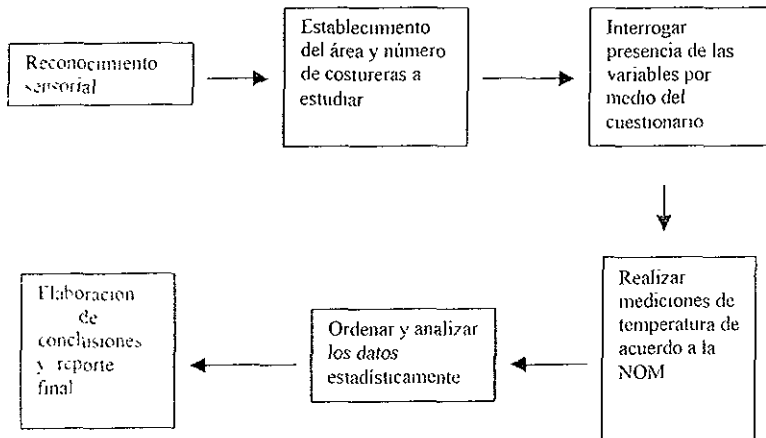 Reconocimiento
sensorial
Establecimiento
del área y número
de costureras a
estudiar
Interrogar
presencia de las
variables por
medio del
cuestionario
Realizar
mediciones de
temperatura de
acuerdo a la
NOM
Ordenar y analizar
los datos
estadísticamente
Elaboracion
de
conclusiones
y reporte
final